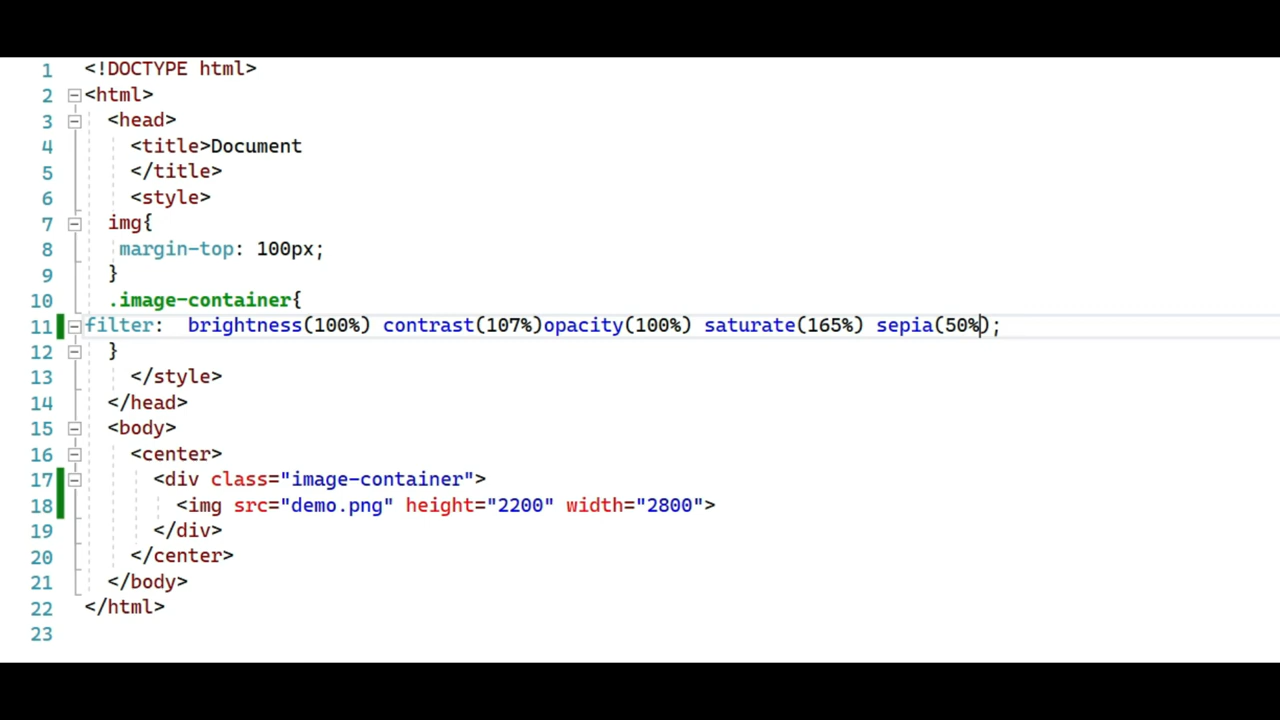 1 <!DOCTYPE html>
2 <html>
3 <head>
4 <title>Document
5 </title>
6 <style>
7 img{
8 margin-top: 100px;
9 }
10 .image-container{
11 filter:  brightness(100%) contrast(107%)opacity(100%) saturate(165%) sepia(50%);
12 }
13 </style>
14 </head>
15 <body>
16 <center>
17 <div class="image-container">
18 <img src="demo.png" height="2200" width="2800">
19 </div>
20 </center>
21 </body>
22 </html>
23